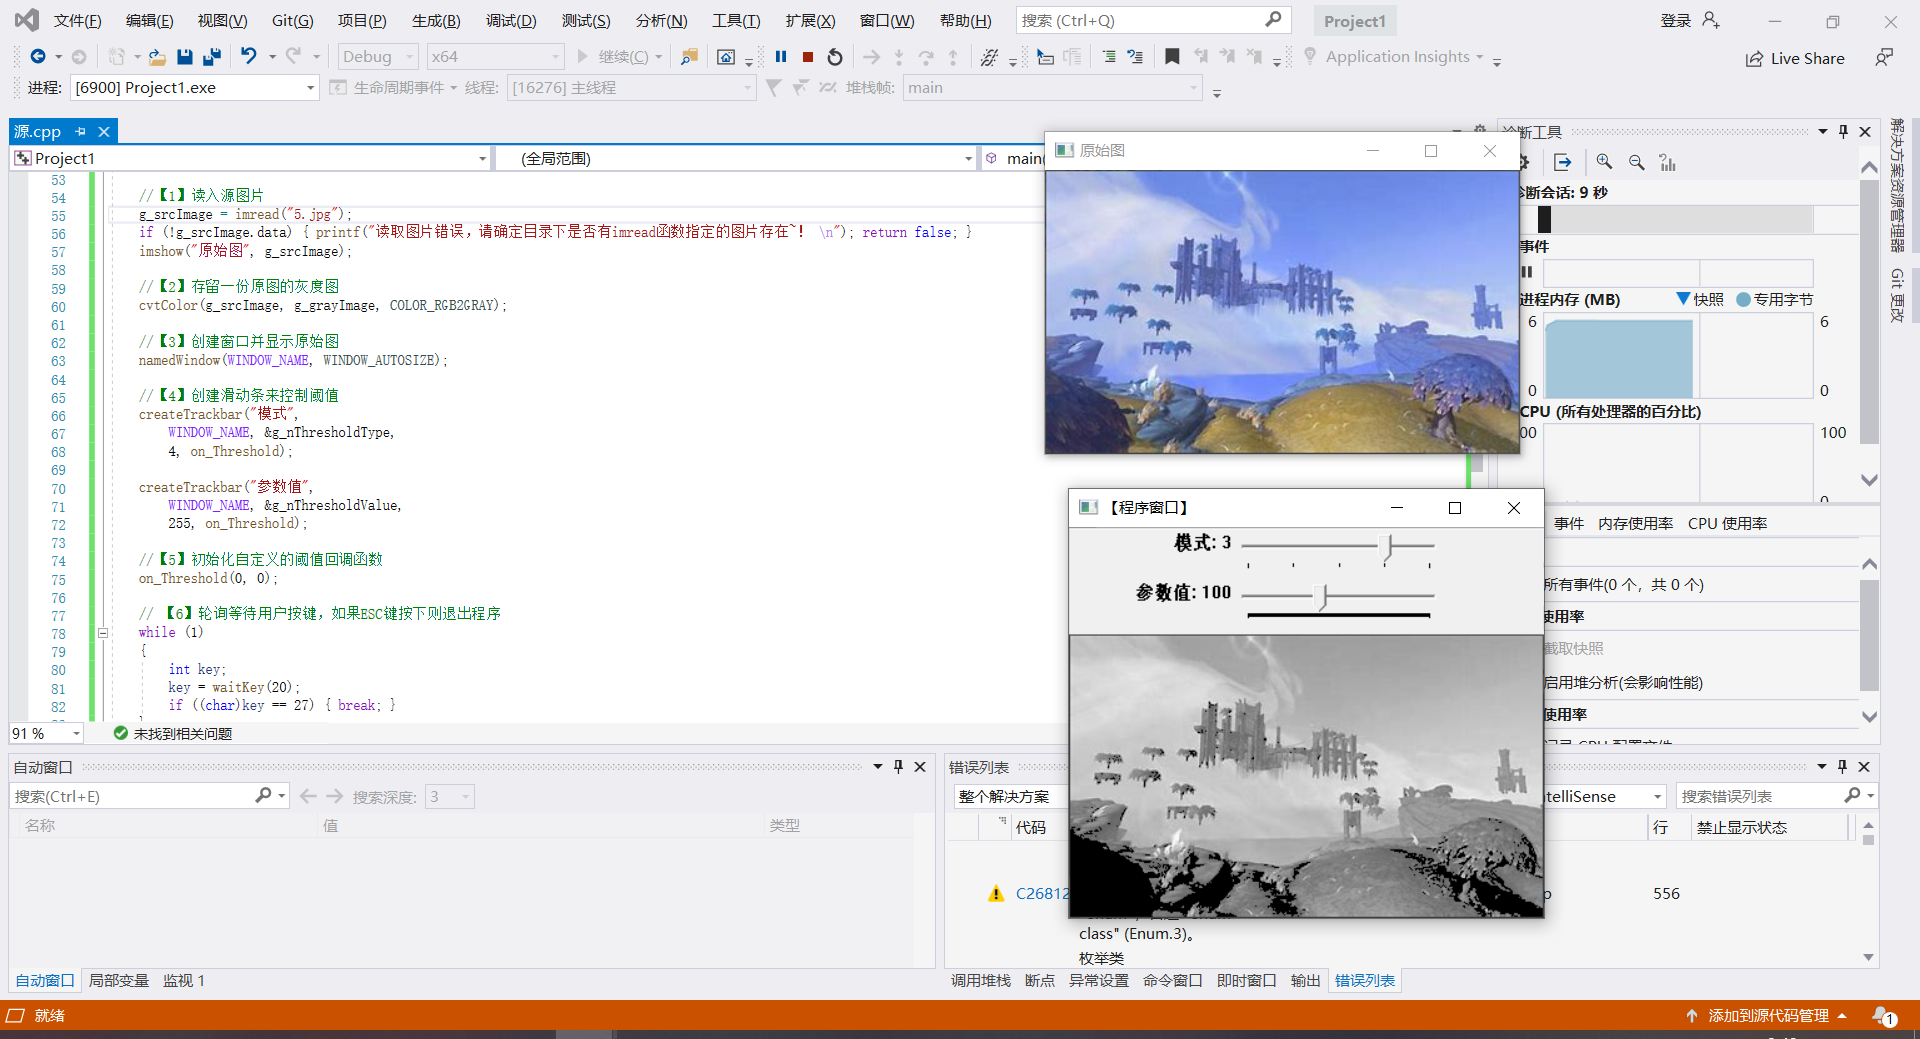 文件(F) 编辑(E) 视图(V) Git(G) 项目(P) 生成(B) 调试(D) 测试(S) 分析(N) 工具(T) 扩展(X) 窗口(W) 帮助(H) 搜索 (Ctrl+Q) Project1 登录
Debug x64 继续(C) Application Insights Live Share
进程: [6900] Project1.exe 生命周期事件 线程: [16276] 主线程 堆栈帧: main
源.cpp
Project1 (全局范围) main(
53
54 //【1】读入源图片
55 g_srcImage = imread("5.jpg");
56 if (!g_srcImage.data) { printf("读取图片错误，请确定目录下是否有imread函数指定的图片存在~！ \n"); return false; }
57 imshow("原始图", g_srcImage);
58
59 //【2】存留一份原图的灰度图
60 cvtColor(g_srcImage, g_grayImage, COLOR_RGB2GRAY);
61
62 //【3】创建窗口并显示原始图
63 namedWindow(WINDOW_NAME, WINDOW_AUTOSIZE);
64
65 //【4】创建滑动条来控制阈值
66 createTrackbar("模式",
67 WINDOW_NAME, &g_nThresholdType,
68 4, on_Threshold);
69
70 createTrackbar("参数值",
71 WINDOW_NAME, &g_nThresholdValue,
72 255, on_Threshold);
73
74 //【5】初始化自定义的阈值回调函数
75 on_Threshold(0, 0);
76
77 // 【6】轮询等待用户按键，如果ESC键按下则退出程序
78 while (1)
79 {
80 int key;
81 key = waitKey(20);
82 if ((char)key == 27) { break; }
91 % 未找到相关问题
原始图
【程序窗口】
模式: 3
参数值: 100
诊断工具
诊断会话: 9 秒
事件
进程内存 (MB) 快照 专用字节
6 6
0 0
CPU (所有处理器的百分比)
00 100
0
事件 内存使用率 CPU 使用率
所有事件(0 个，共 0 个)
使用率
截取快照
启用堆分析(会影响性能)
使用率
记录 CPU 配置文件
解决方案资源管理器
Git 更改
自动窗口
搜索(Ctrl+E) 搜索深度: 3
名称 值 类型
自动窗口 局部变量 监视 1
错误列表
整个解决方案 telliSense 搜索错误列表
代码 行 禁止显示状态
C26812 p 556
class" (Enum.3)。
枚举类
调用堆栈 断点 异常设置 命令窗口 即时窗口 输出 错误列表
就绪 添加到源代码管理 1